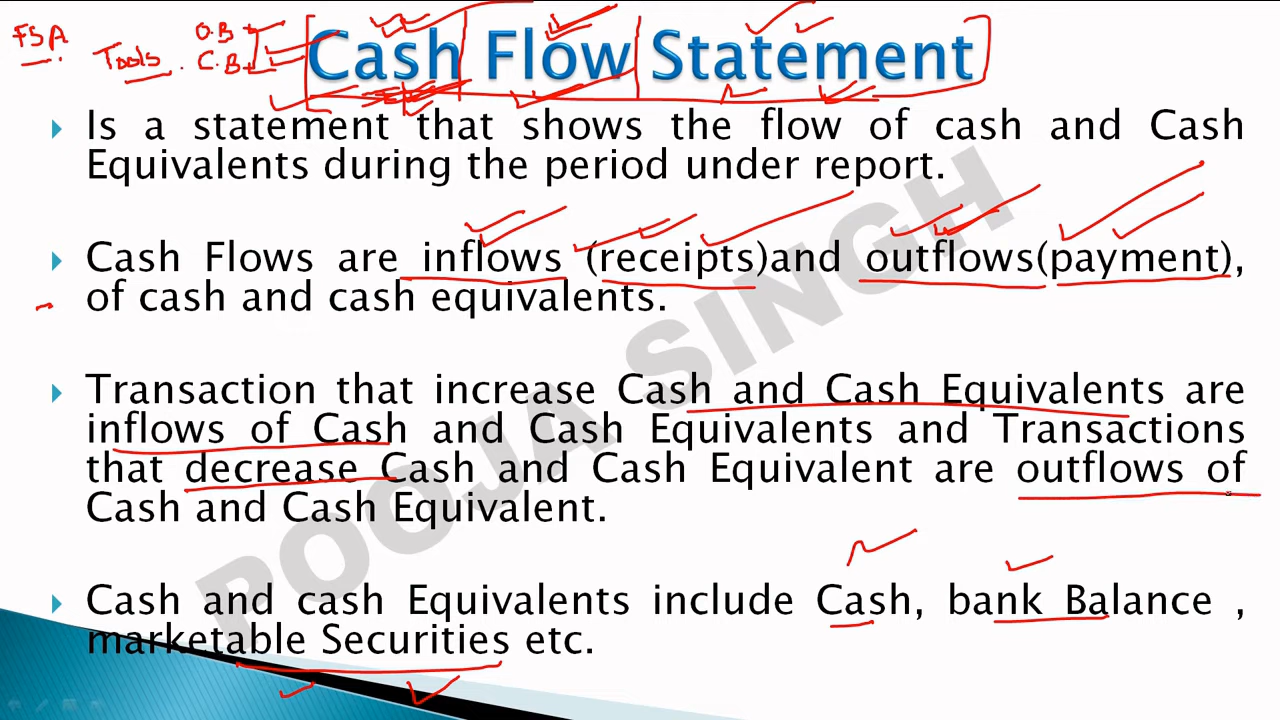 FSA
Tools
O.B
C.B
Cash Flow Statement
Is a statement that shows the flow of cash and Cash
Equivalents during the period under report.
Cash Flows are inflows (receipts)and outflows(payment),
of cash and cash equivalents.
Transaction that increase Cash and Cash Equivalents are
inflows of Cash and Cash Equivalents and Transactions
that decrease Cash and Cash Equivalent are outflows of
Cash and Cash Equivalent.
Cash and cash Equivalents include Cash, bank Balance ,
marketable Securities etc.
POOJA SINGH